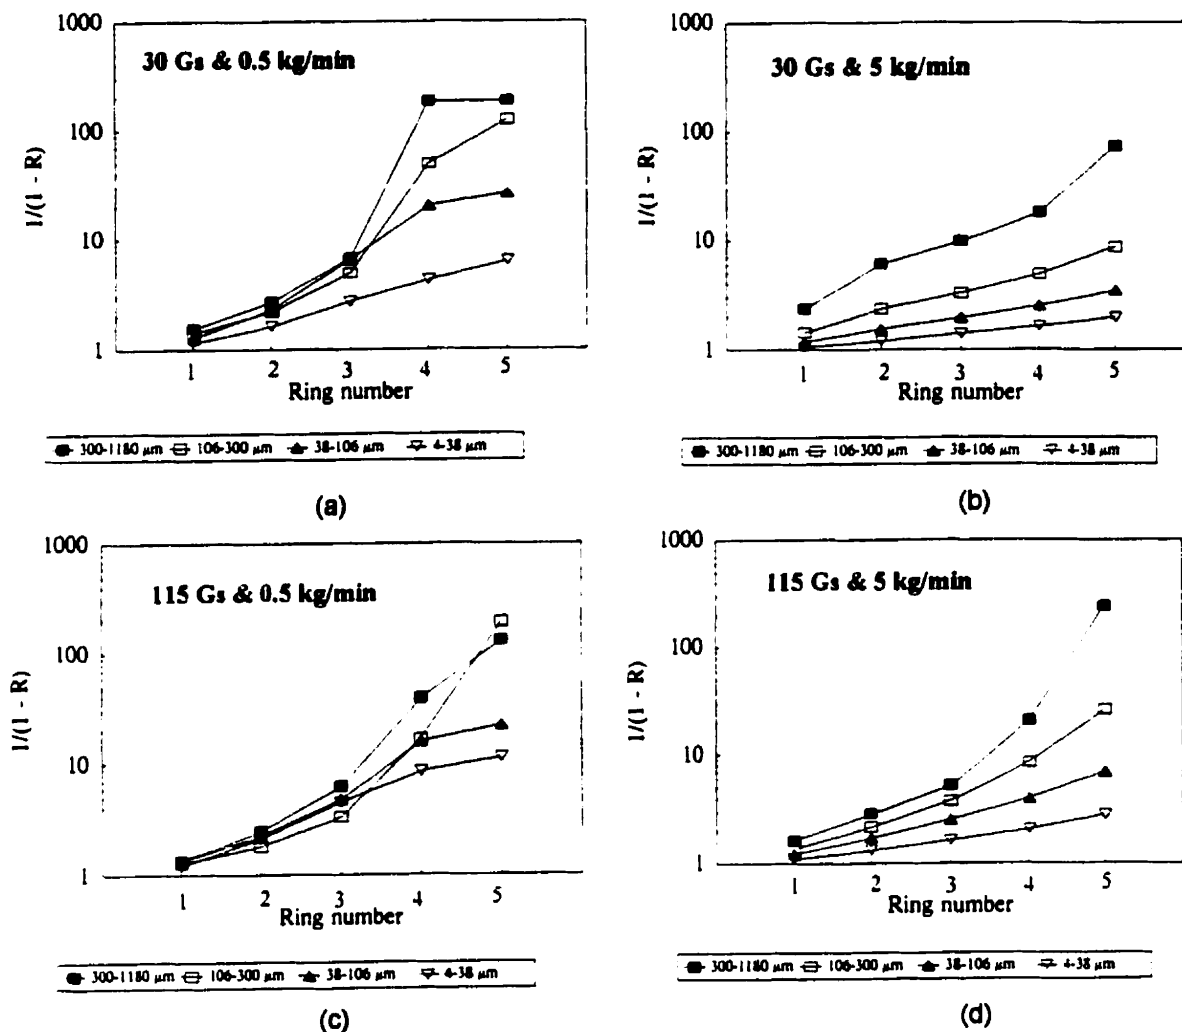 1000
30 Gs & 0.5 kg/min
100
1/(1 - R)
10
1
1 2 3 4 5
Ring number
300-1180 µm 106-300 µm 38-106 µm 4-38 µm
(a)
1000
30 Gs & 5 kg/min
100
1/(1 - R)
10
1
1 2 3 4 5
Ring number
300-1180 µm 106-300 µm 38-106 µm 4-38 µm
(b)
1000
115 Gs & 0.5 kg/min
100
1/(1 - R)
10
1
1 2 3 4 5
Ring number
300-1180 µm 106-300 µm 38-106 µm 4-38 µm
(c)
1000
115 Gs & 5 kg/min
100
1/(1 - R)
10
1
1 2 3 4 5
Ring number
300-1180 µm 106-300 µm 38-106 µm 4-38 µm
(d)